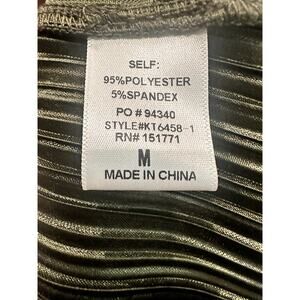 SELF:
95%POLYESTER
5%SPANDEX
PO # 94340
STYLE#KT6458-1
RN# 151771
M
MADE IN CHINA